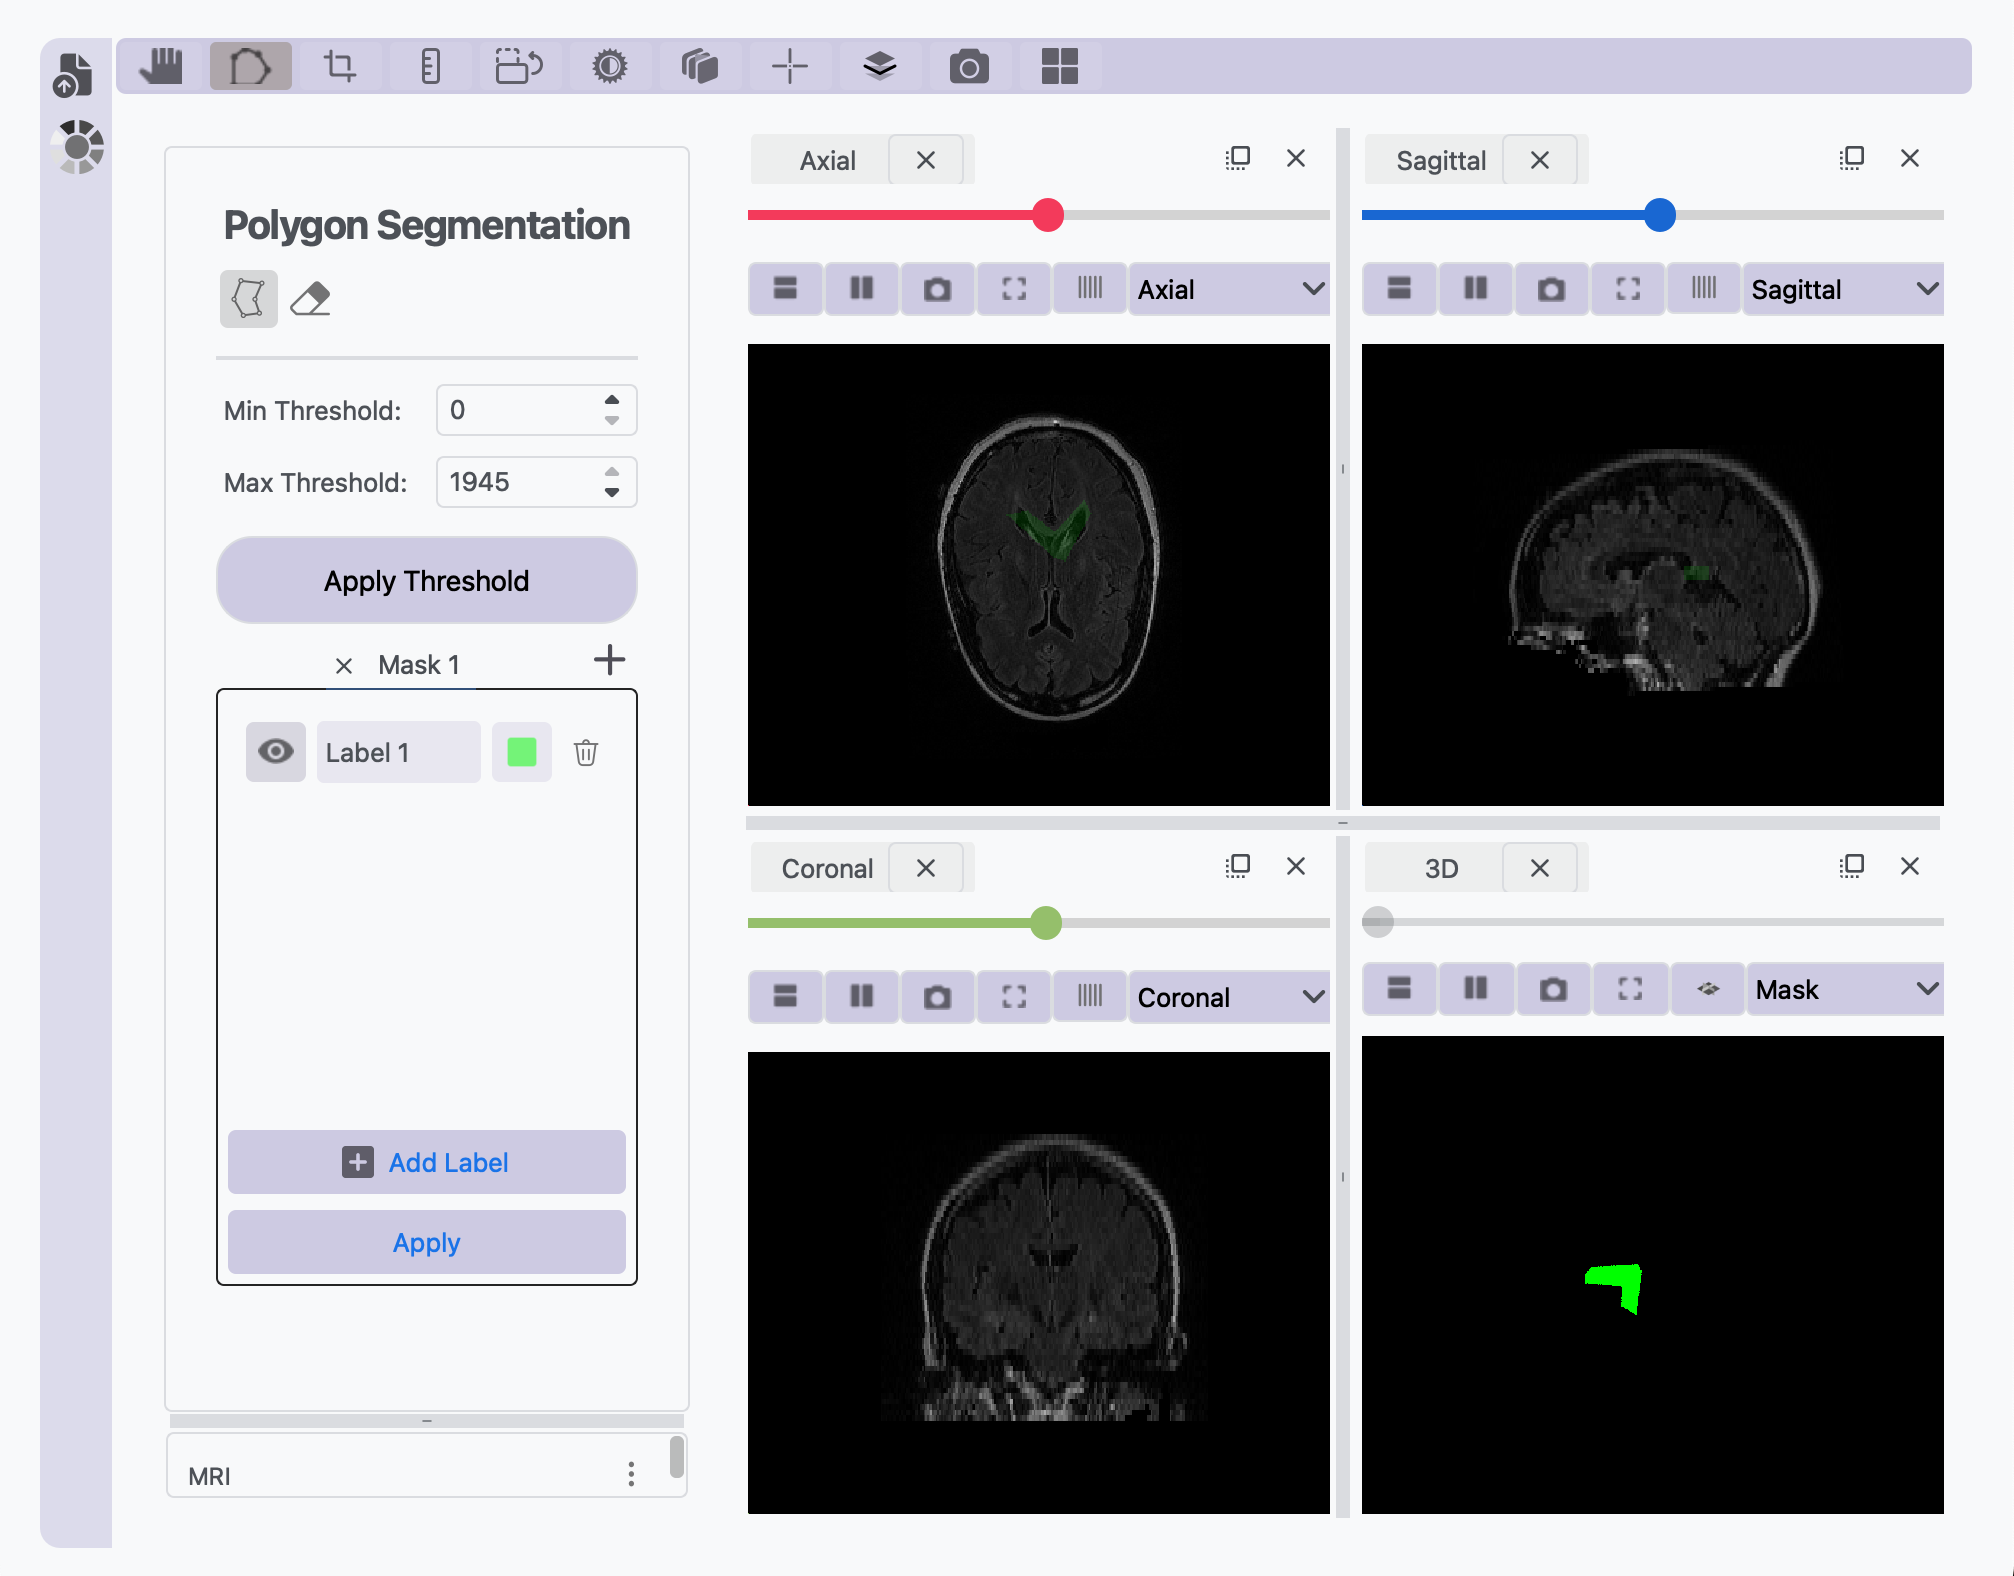 Polygon Segmentation
Min Threshold: 0
Max Threshold: 1945
Apply Threshold
Mask 1
Label 1
Add Label
Apply
MRI
Axial
Axial
Sagittal
Sagittal
Coronal
Coronal
3D
Mask